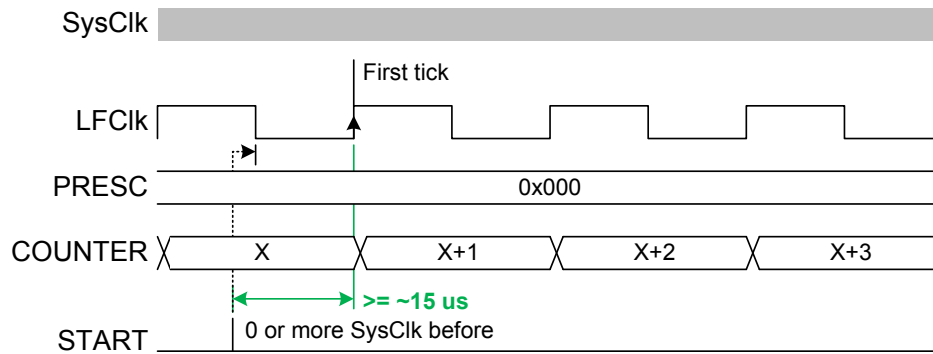 SysClk
First tick
LFClk
PRESC
0x000
COUNTER
X
X+1
X+2
X+3
>= ~15 us
0 or more SysClk before
START